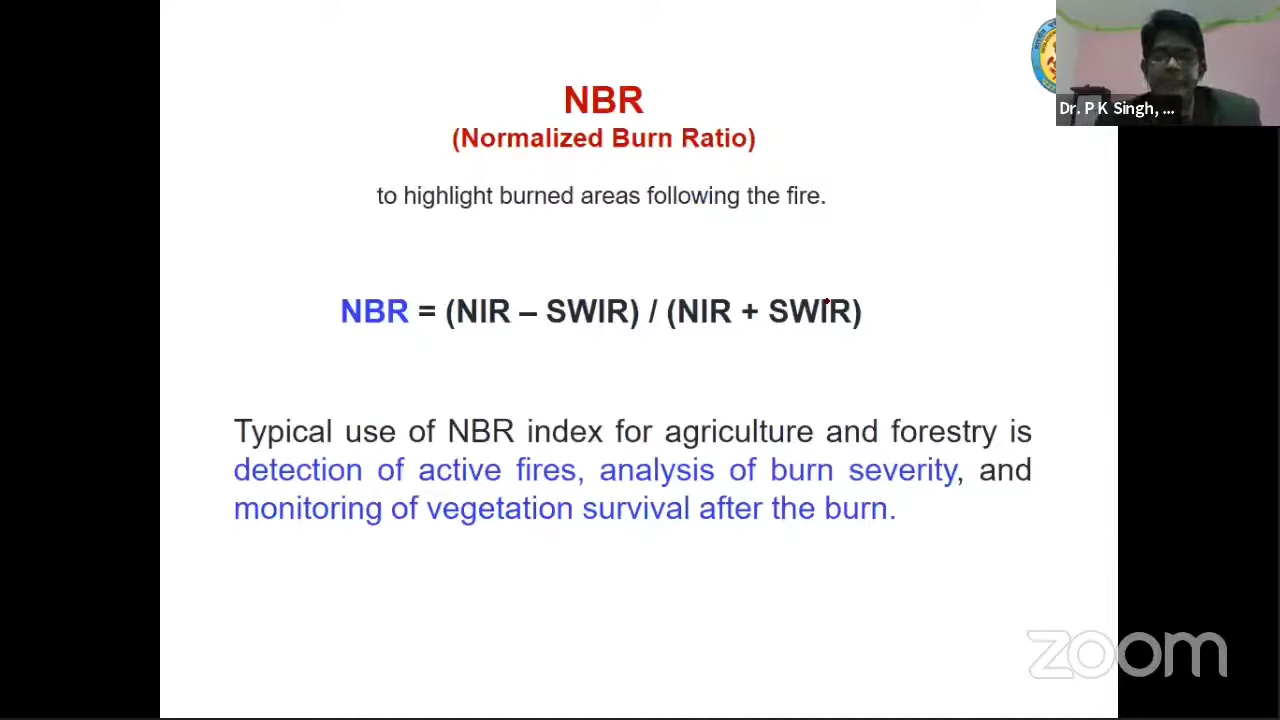 NBR
(Normalized Burn Ratio)
to highlight burned areas following the fire.
NBR = (NIR – SWIR) / (NIR + SWIR)
Typical use of NBR index for agriculture and forestry is
detection of active fires, analysis of burn severity, and
monitoring of vegetation survival after the burn.
Dr. P K Singh, ...
zoom